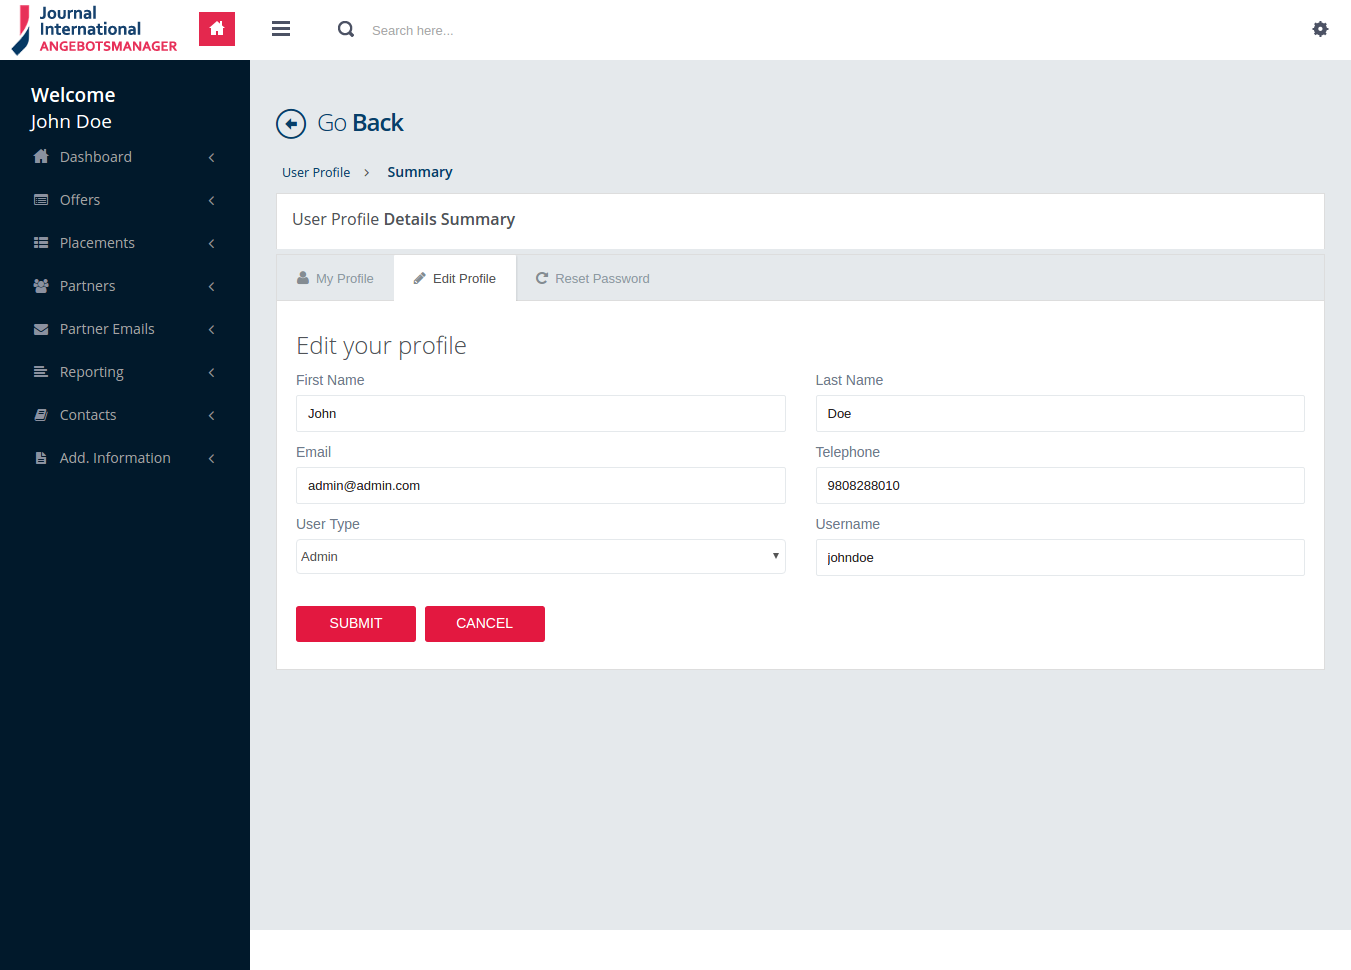 Journal
International
ANGEBOTSMANAGER
Search here...
Welcome
John Doe
Dashboard
Offers
Placements
Partners
Partner Emails
Reporting
Contacts
Add. Information
Go Back
User Profile > Summary
User Profile Details Summary
My Profile Edit Profile Reset Password
Edit your profile
First Name Last Name
John Doe
Email Telephone
admin@admin.com 9808288010
User Type Username
Admin johndoe
SUBMIT CANCEL